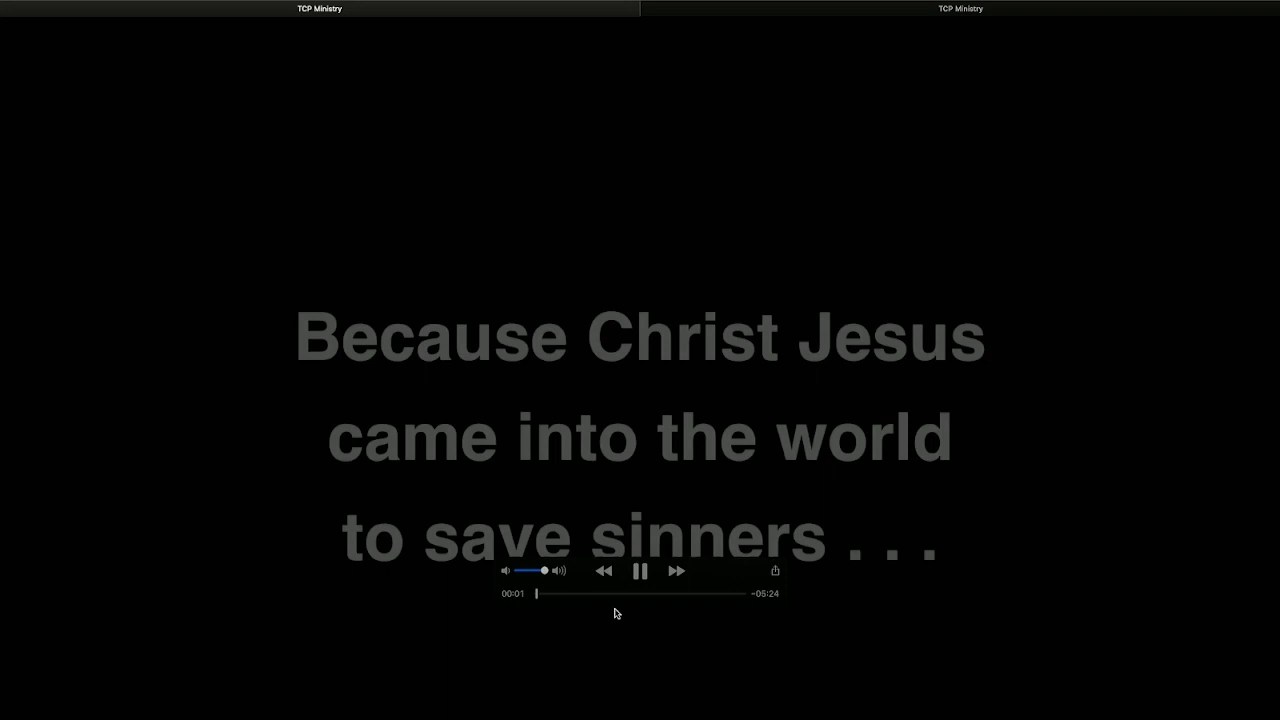 TCP Ministry
TCP Ministry
Because Christ Jesus
came into the world
to save sinners . . .
00:01
-05:24